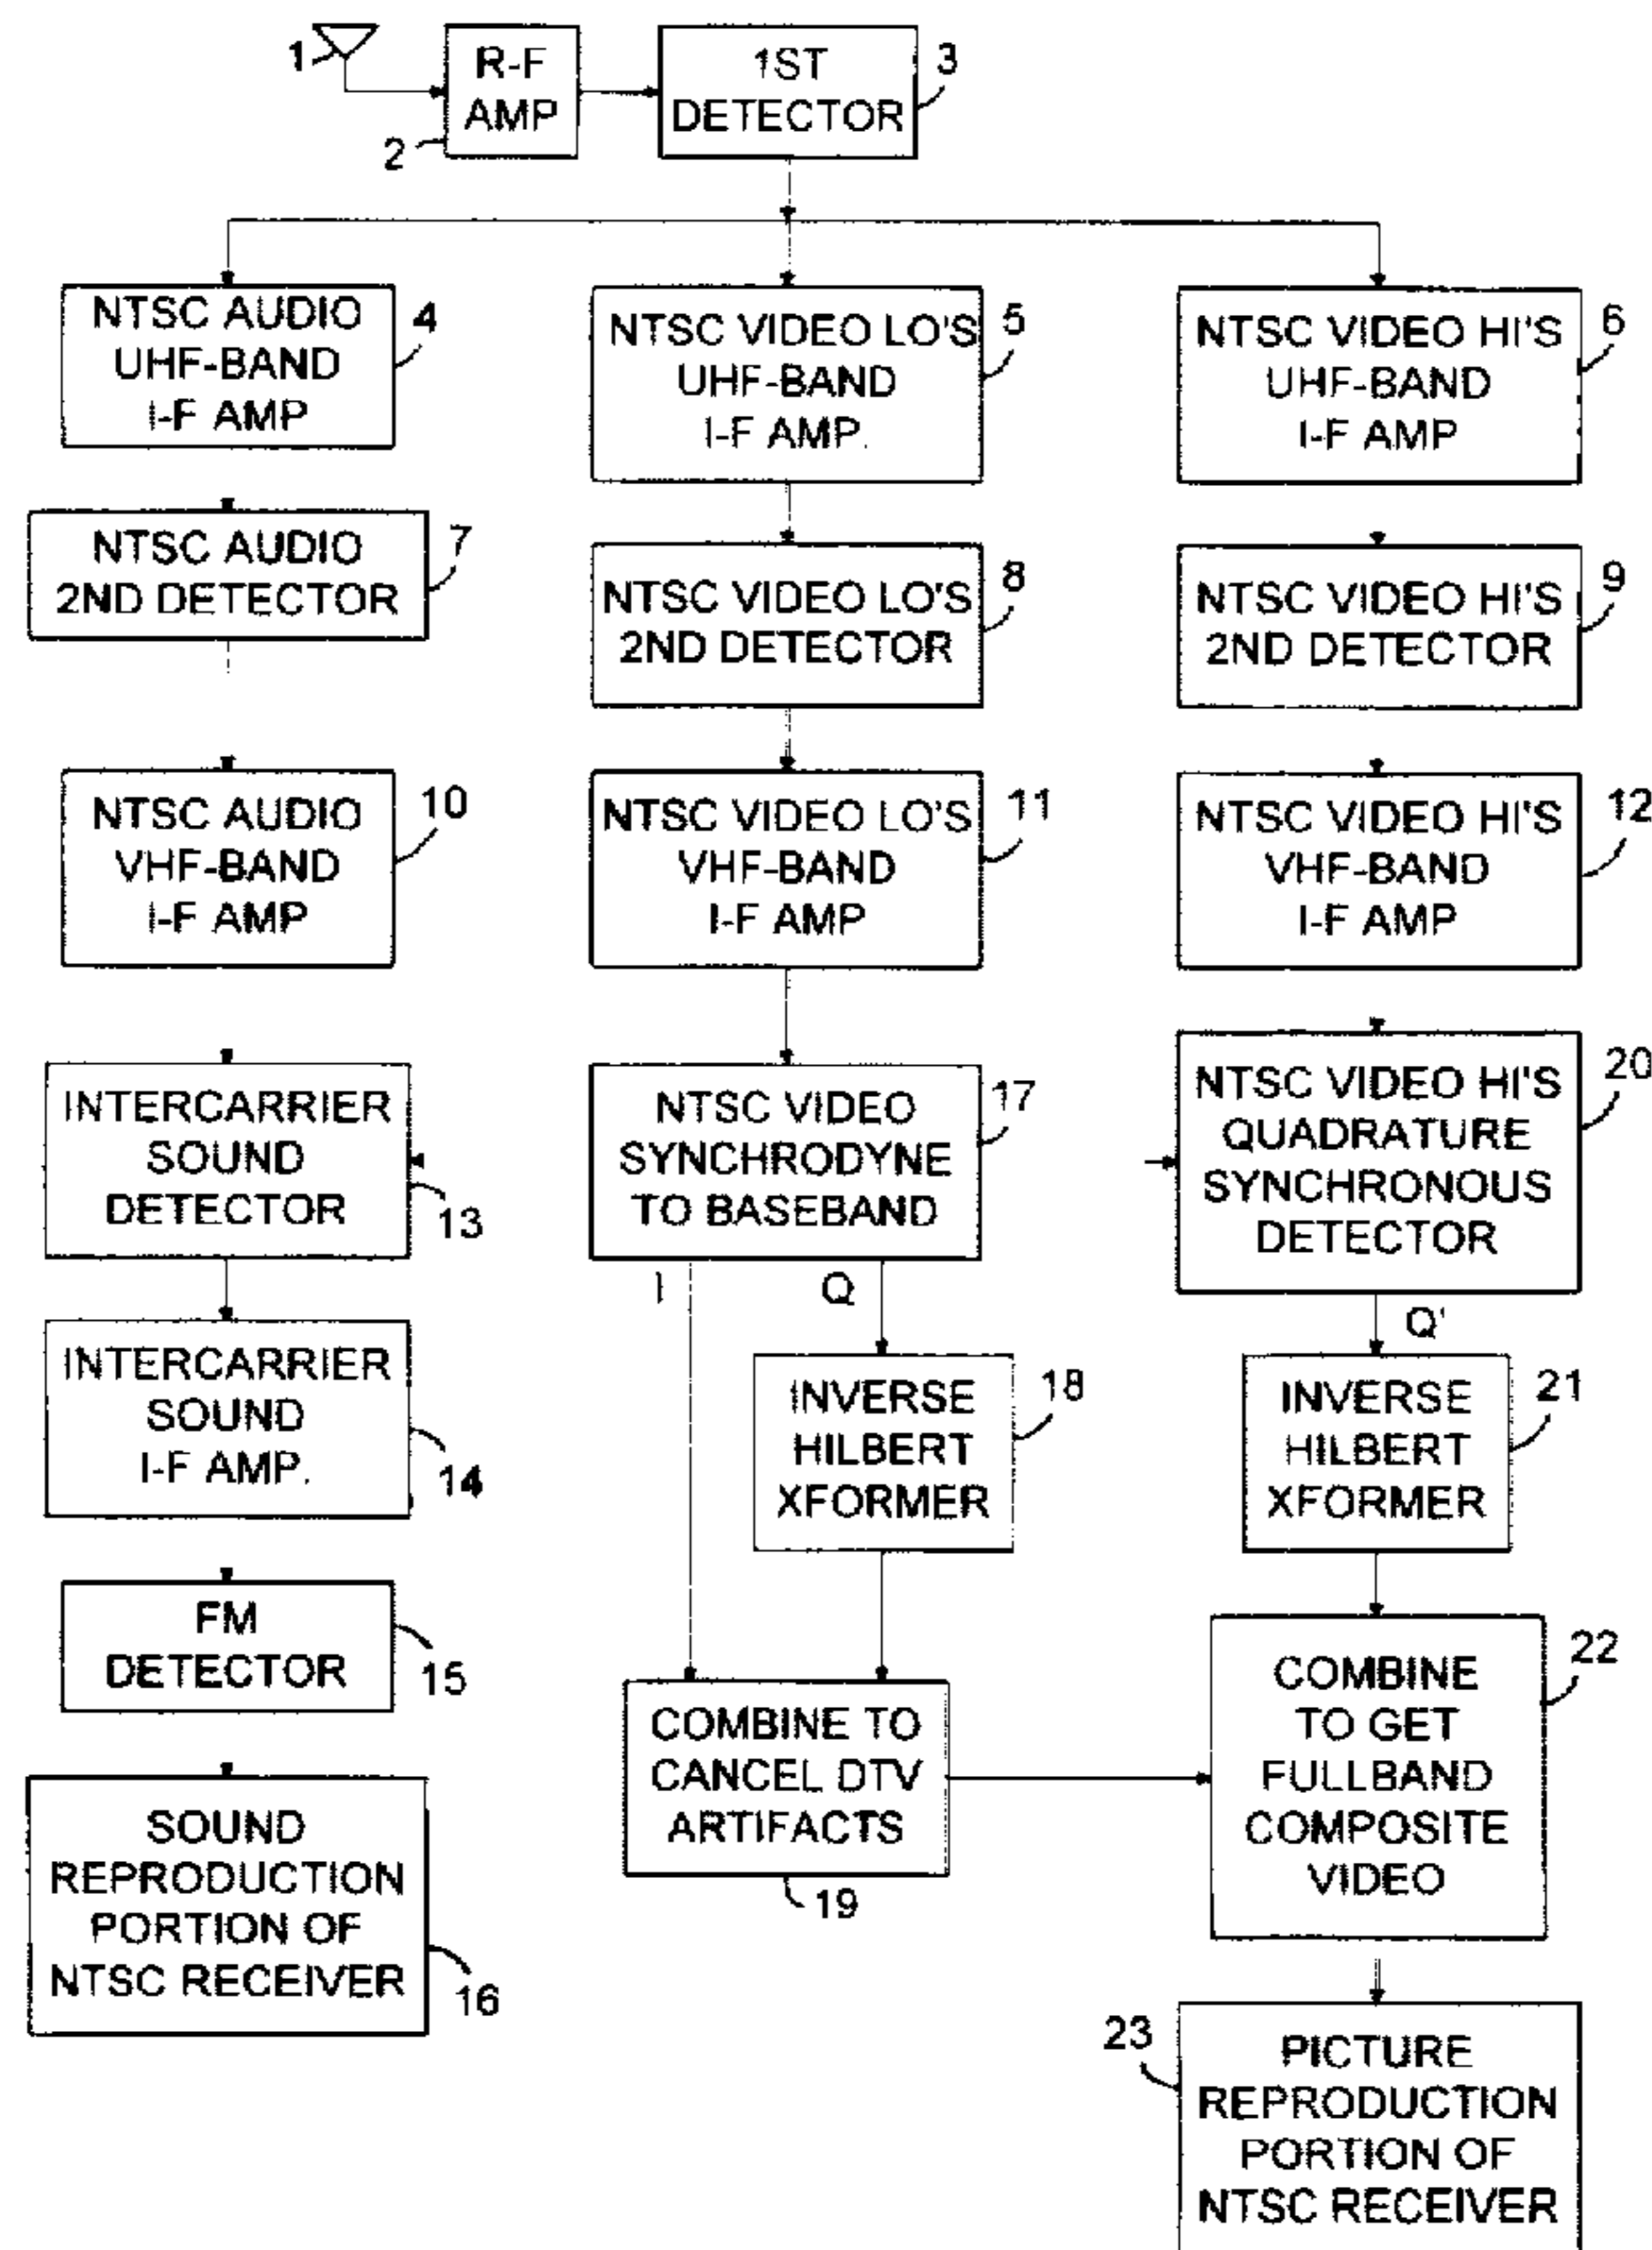 1
R-F
AMP
2
1ST
DETECTOR
3
NTSC AUDIO
UHF-BAND
I-F AMP
4
NTSC VIDEO LO'S
UHF-BAND
I-F AMP.
5
NTSC VIDEO HI'S
UHF-BAND
I-F AMP
6
NTSC AUDIO
2ND DETECTOR
7
NTSC VIDEO LO'S
2ND DETECTOR
8
NTSC VIDEO HI'S
2ND DETECTOR
9
NTSC AUDIO
VHF-BAND
I-F AMP
10
NTSC VIDEO LO'S
VHF-BAND
I-F AMP
11
NTSC VIDEO HI'S
VHF-BAND
I-F AMP
12
INTERCARRIER
SOUND
DETECTOR
13
NTSC VIDEO
SYNCHRODYNE
TO BASEBAND
17
NTSC VIDEO HI'S
QUADRATURE
SYNCHRONOUS
DETECTOR
20
I
Q
Q'
INTERCARRIER
SOUND
I-F AMP.
14
INVERSE
HILBERT
XFORMER
18
INVERSE
HILBERT
XFORMER
21
FM
DETECTOR
15
COMBINE TO
CANCEL DTV
ARTIFACTS
19
COMBINE
TO GET
FULLBAND
COMPOSITE
VIDEO
22
SOUND
REPRODUCTION
PORTION OF
NTSC RECEIVER
16
23
PICTURE
REPRODUCTION
PORTION OF
NTSC RECEIVER